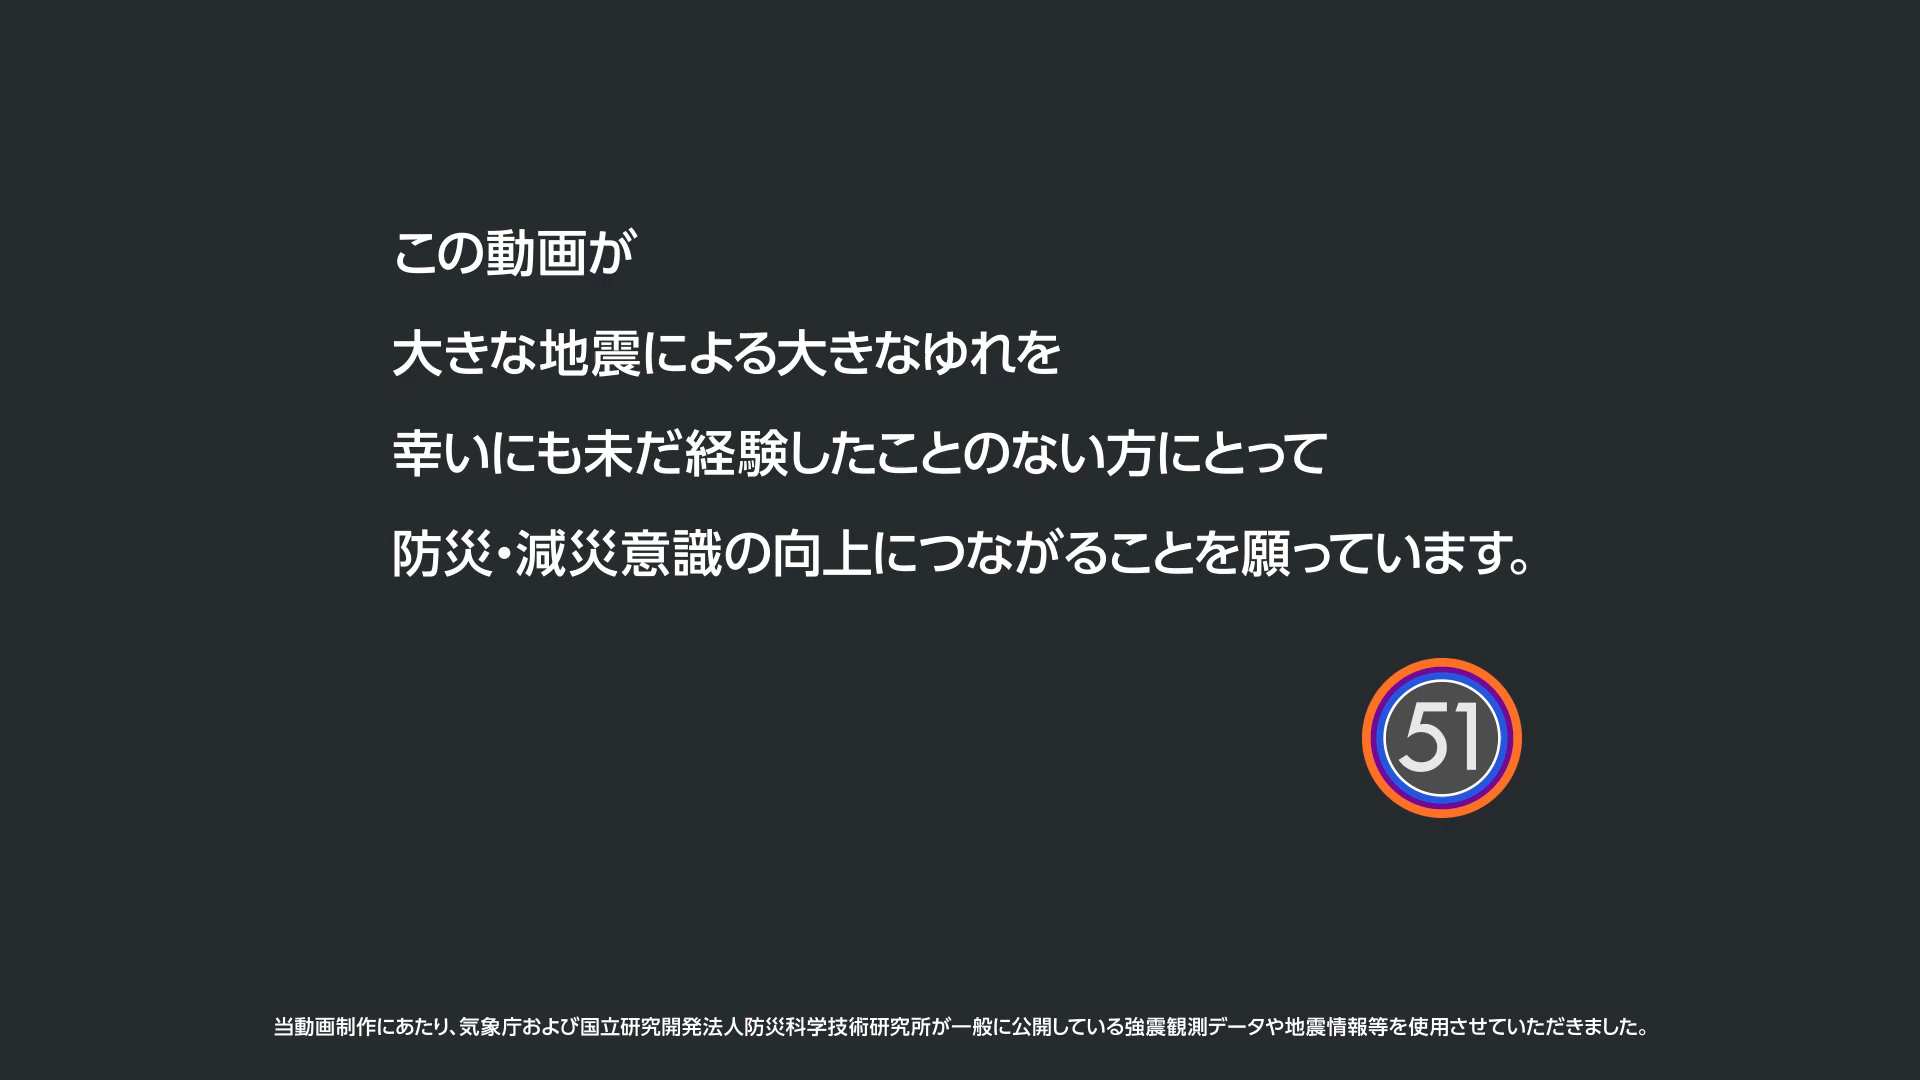 この動画が
大きな地震による大きなゆれを
幸いにも未だ経験したことのない方にとって
防災・減災意識の向上につながることを願っています。
51
当動画制作にあたり、気象庁および国立研究開発法人防災科学技術研究所が一般に公開している強震観測データや地震情報等を使用させていただきました。